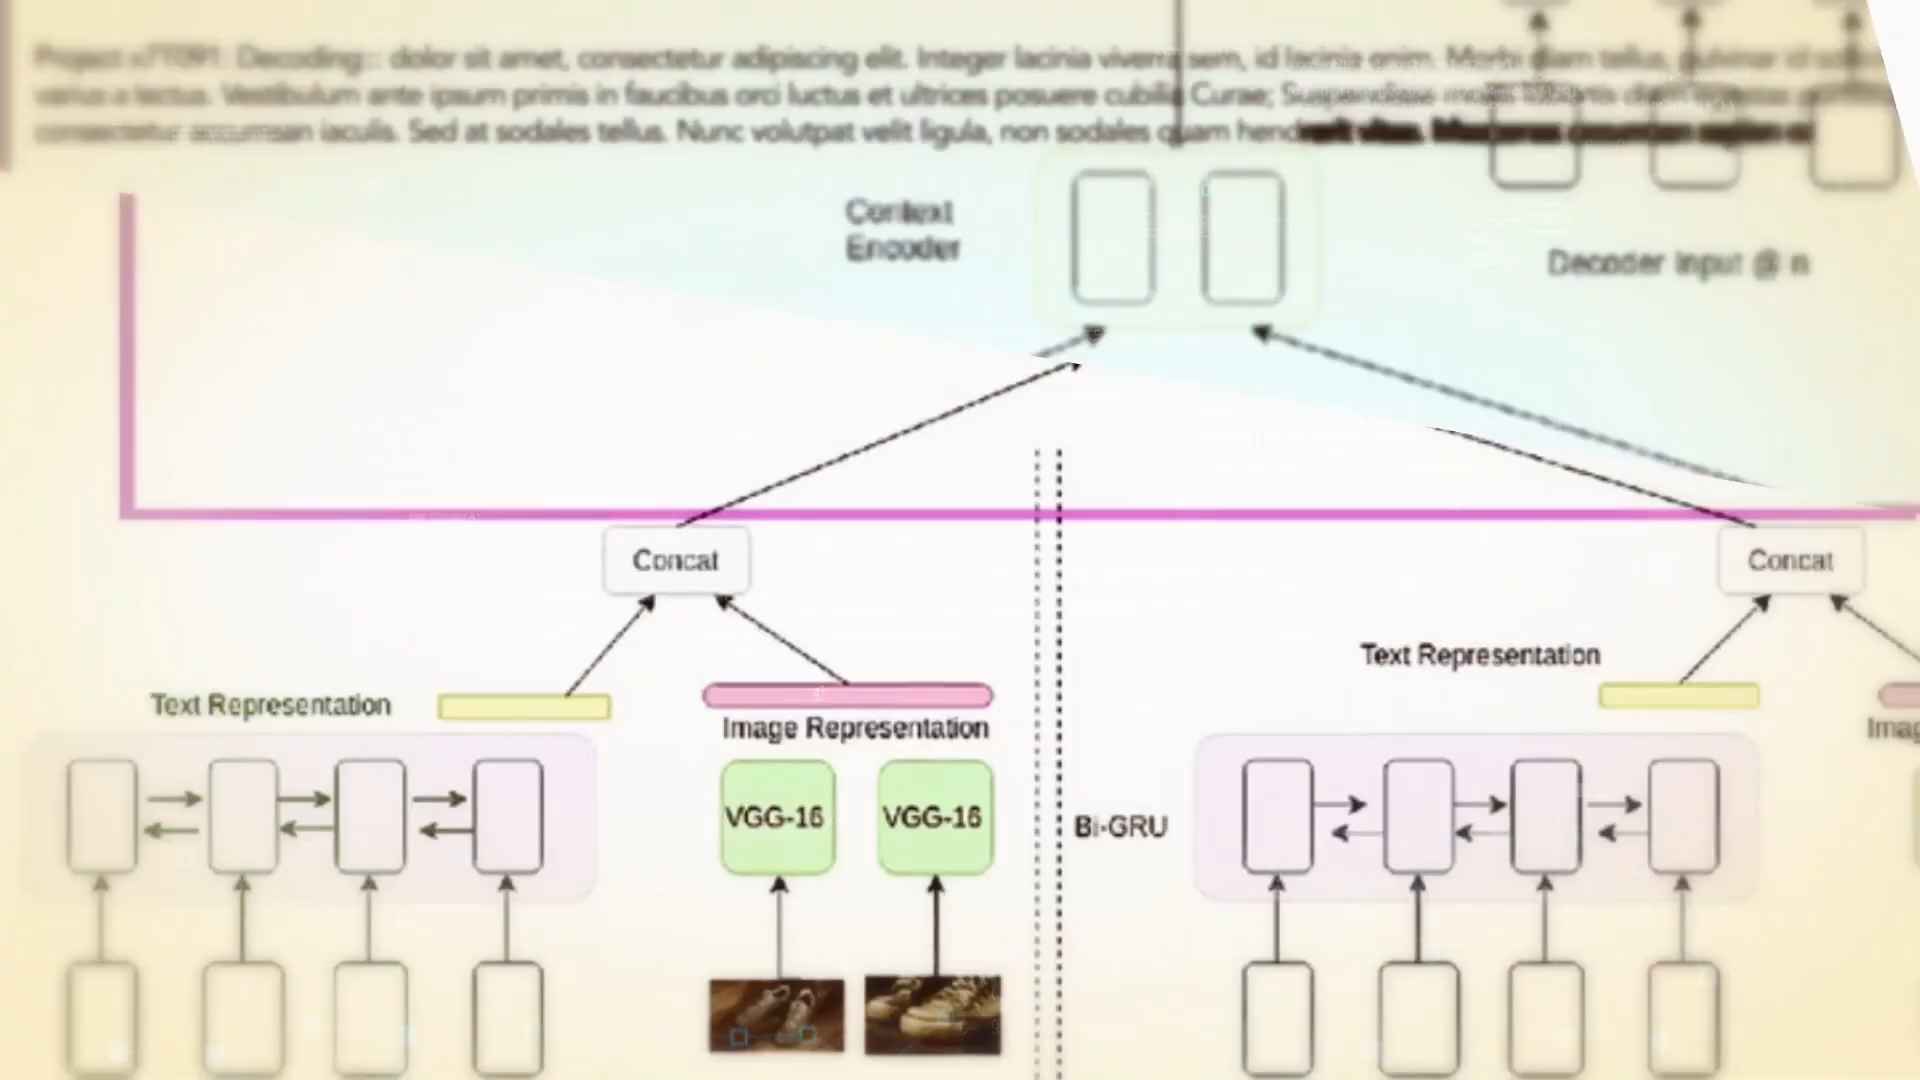 Decoding: dolor sit amet, consectetur adipiscing elit. Integer lacinia viverra sem, id lacinia enim. Morbi diam tellus, pulvinar id
varius a lectus. Vestibulum ante ipsum primis in faucibus orci luctus et ultrices posuere cubilia Curae; Suspendisse
consectetur accumsan iaculis. Sed at sodales tellus. Nunc volutpat velit ligula, non sodales quam
Context
Encoder
Decoder Input @ n
Concat
Concat
Text Representation
Text Representation
Image Representation
Imag
VGG-16
VGG-16
Bi-GRU